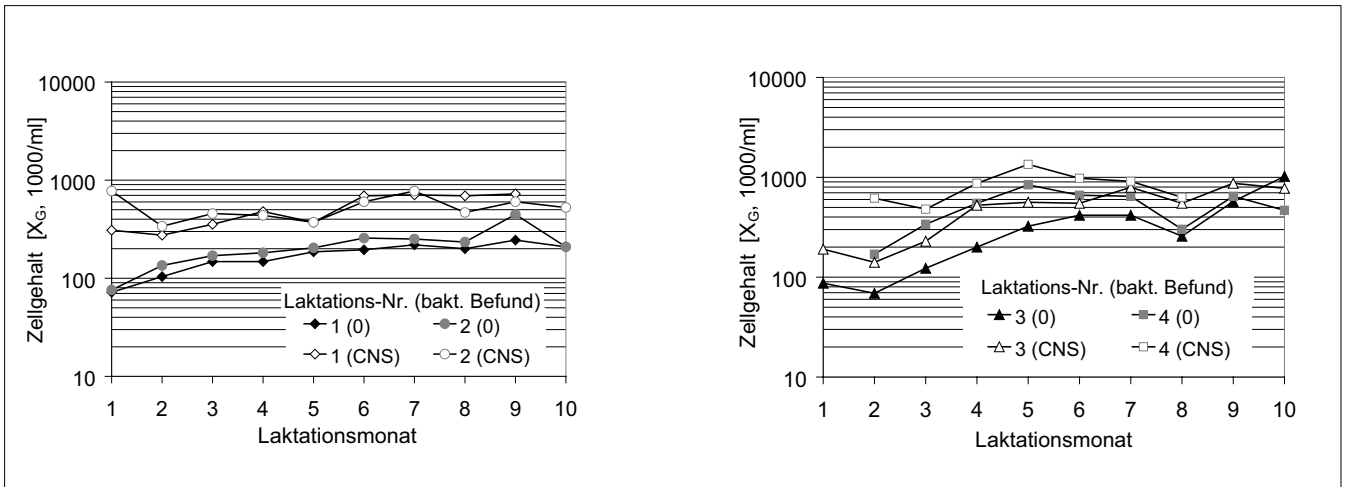 Zellgehalt [XG, 1000/ml]
10000
1000
100
10
Laktations-Nr. (bakt. Befund)
1 (0) 2 (0)
1 (CNS) 2 (CNS)
1 2 3 4 5 6 7 8 9 10
Laktationsmonat
Zellgehalt [XG, 1000/ml]
10000
1000
100
10
Laktations-Nr. (bakt. Befund)
3 (0) 4 (0)
3 (CNS) 4 (CNS)
1 2 3 4 5 6 7 8 9 10
Laktationsmonat